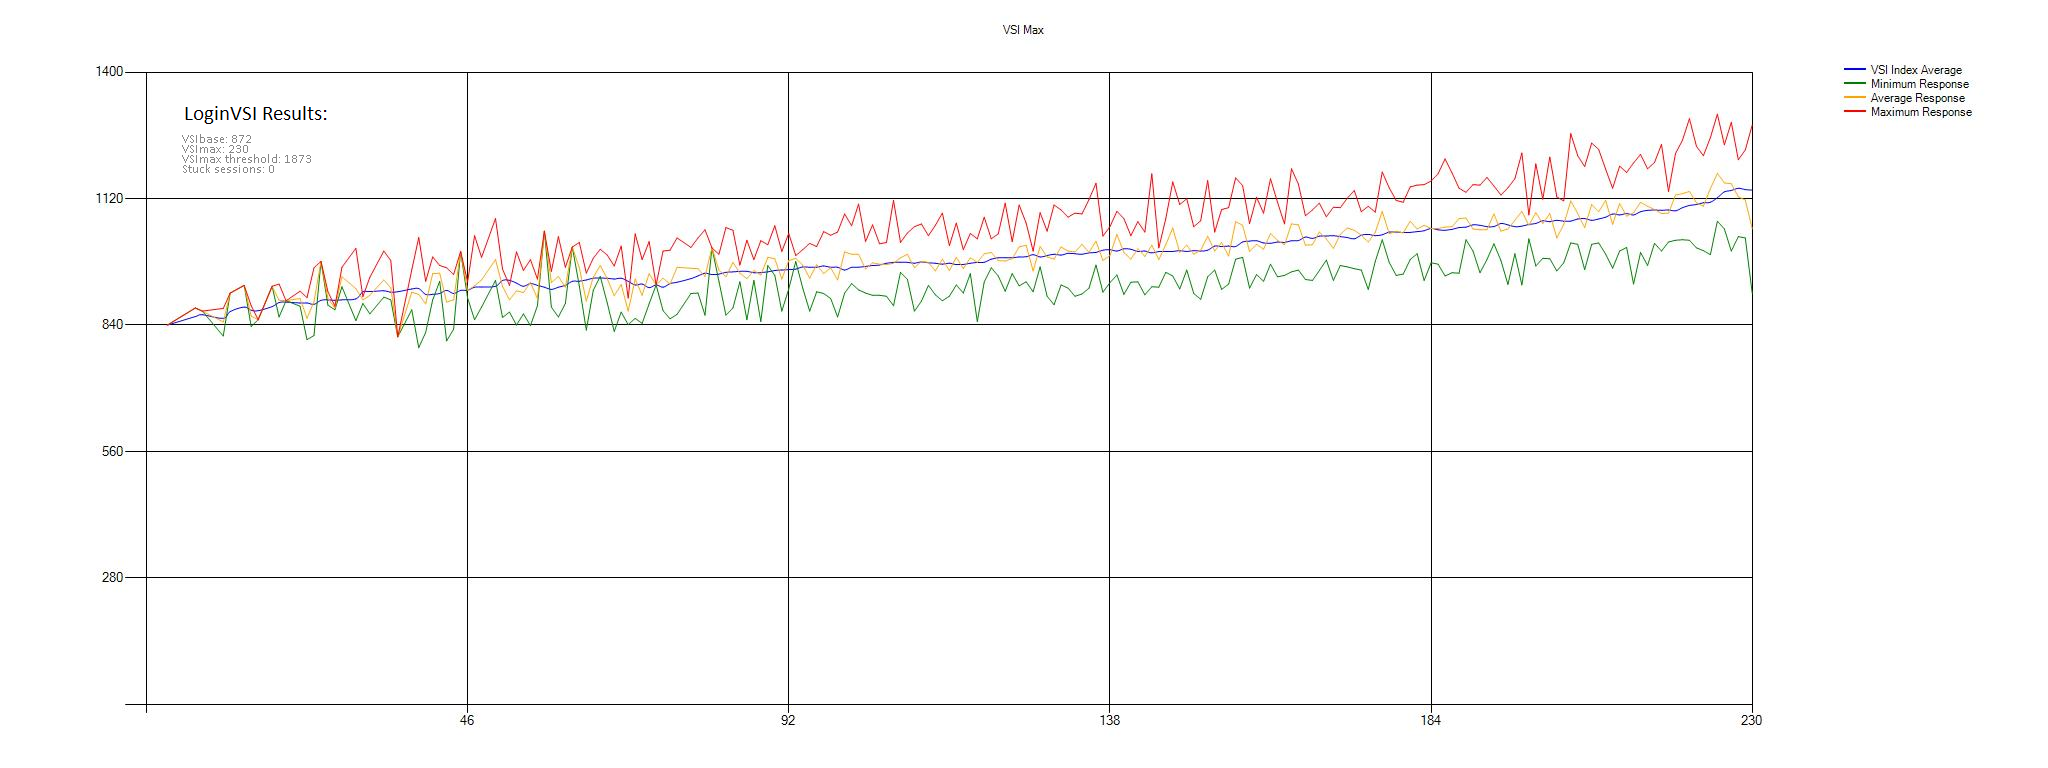 VSI Max
1400
1120
840
560
280
LoginVSI Results:
VSIbase: 872
VSImax: 230
VSImax threshold: 1873
Stuck sessions: 0
46
92
138
184
230
VSI Index Average
Minimum Response
Average Response
Maximum Response